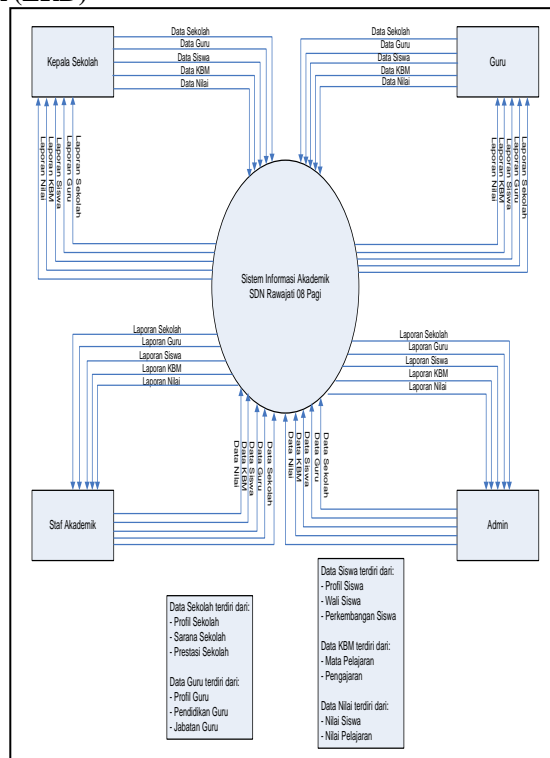 Data Sekolah
Data Guru
Data Siswa
Data KBM
Data Nilai
Kepala Sekolah
Data Sekolah
Data Guru
Data Siswa
Data KBM
Data Nilai
Guru
Laporan Sekolah
Laporan Guru
Laporan Siswa
Laporan KBM
Laporan Nilai
Laporan Sekolah
Laporan Guru
Laporan Siswa
Laporan KBM
Laporan Nilai
Sistem Informasi Akademik
SDN Rawajati 08 Pagi
Laporan Sekolah
Laporan Guru
Laporan Siswa
Laporan KBM
Laporan Nilai
Laporan Sekolah
Laporan Guru
Laporan Siswa
Laporan KBM
Laporan Nilai
Data Sekolah
Data Guru
Data Siswa
Data KBM
Data Nilai
Data Sekolah
Data Guru
Data Siswa
Data KBM
Data Nilai
Staf Akademik
Admin
Data Sekolah terdiri dari:
- Profil Sekolah
- Sarana Sekolah
- Prestasi Sekolah
Data Guru terdiri dari:
- Profil Guru
- Pendidikan Guru
- Jabatan Guru
Data Siswa terdiri dari:
- Profil Siswa
- Wali Siswa
- Perkembangan Siswa
Data KBM terdiri dari:
- Mata Pelajaran
- Pengajaran
Data Nilai terdiri dari:
- Nilai Siswa
- Nilai Pelajaran